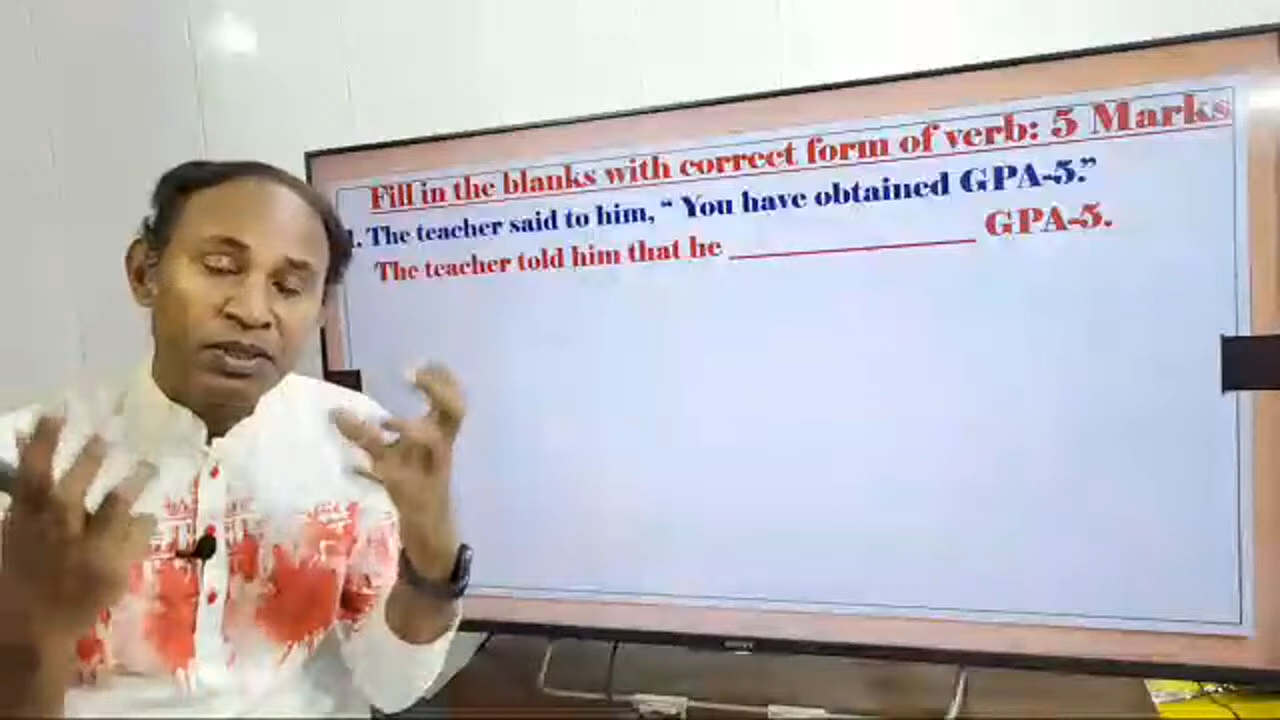 Fill in the blanks with correct form of verb: 5 Marks
1. The teacher said to him, “ You have obtained GPA-5.”
The teacher told him that he ____________ GPA-5.